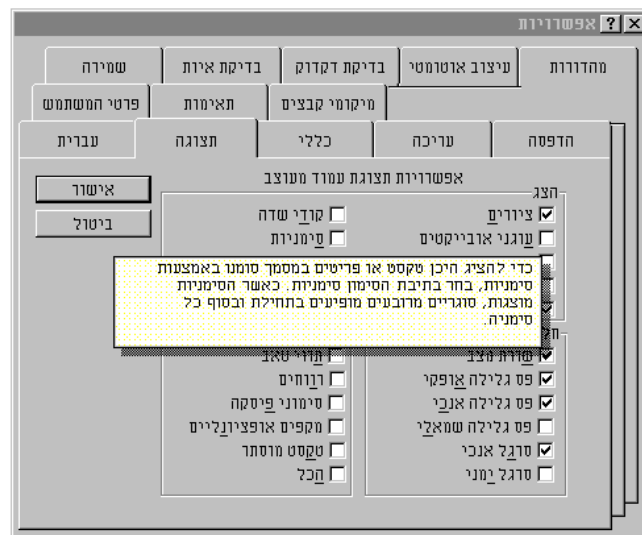 אפשרויות
מהדורות
עיצוב אוטומטי
בדיקת דקדוק
בדיקת איות
שמירה
מיקומי קבצים
תאימות
פרטי המשתמש
הדפסה
עריכה
כללי
תצוגה
עברית
אפשרויות תצוגת עמוד מעוצב
אישור
ביטול
הצג
ציורים
קודי שדה
עוגני אובייקטים
סימניות
כדי להציג היכן טקסט או פריטים במסמך סומנו באמצעות
סימניות, בחר בתיבת הסימון סימניות. כאשר הסימניות
מוצגות, סוגריים מרובעים מופיעים בתחילת ובסוף כל
סימניה.
שורת מצב
תווי טאב
פס גלילה אופקי
רווחים
פס גלילה אנכי
סימוני פיסקה
פס גלילה שמאלי
מקפים אופציונליים
סרגל אנכי
טקסט מוסתר
סרגל ימני
הכל